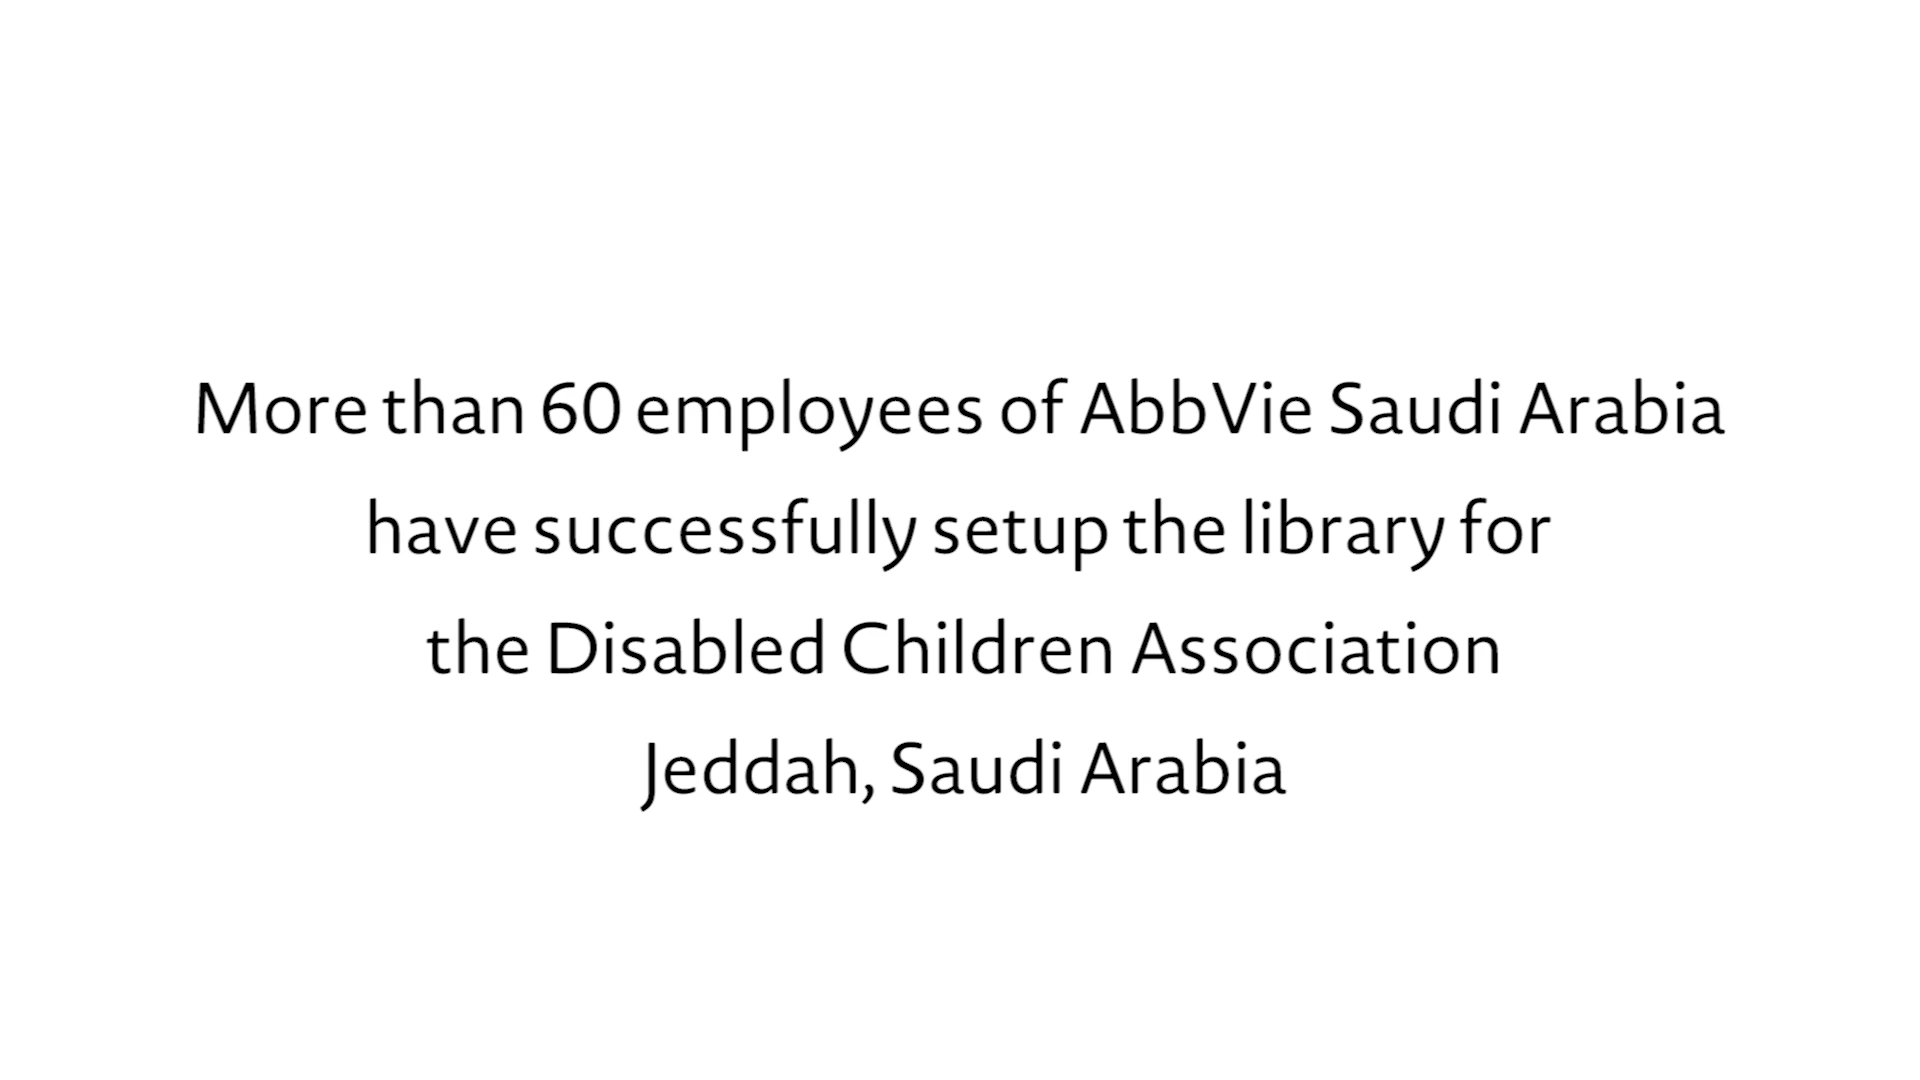 More than 60 employees of AbbVie Saudi Arabia
have successfully setup the library for
the Disabled Children Association
Jeddah, Saudi Arabia